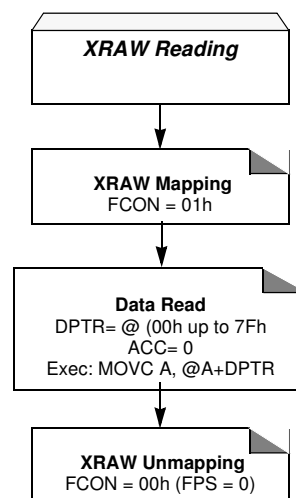 XRAW Reading
XRAW Mapping
FCON = 01h
Data Read
DPTR= @ (00h up to 7Fh
ACC= 0
Exec: MOVC A, @A+DPTR
XRAW Unmapping
FCON = 00h (FPS = 0)